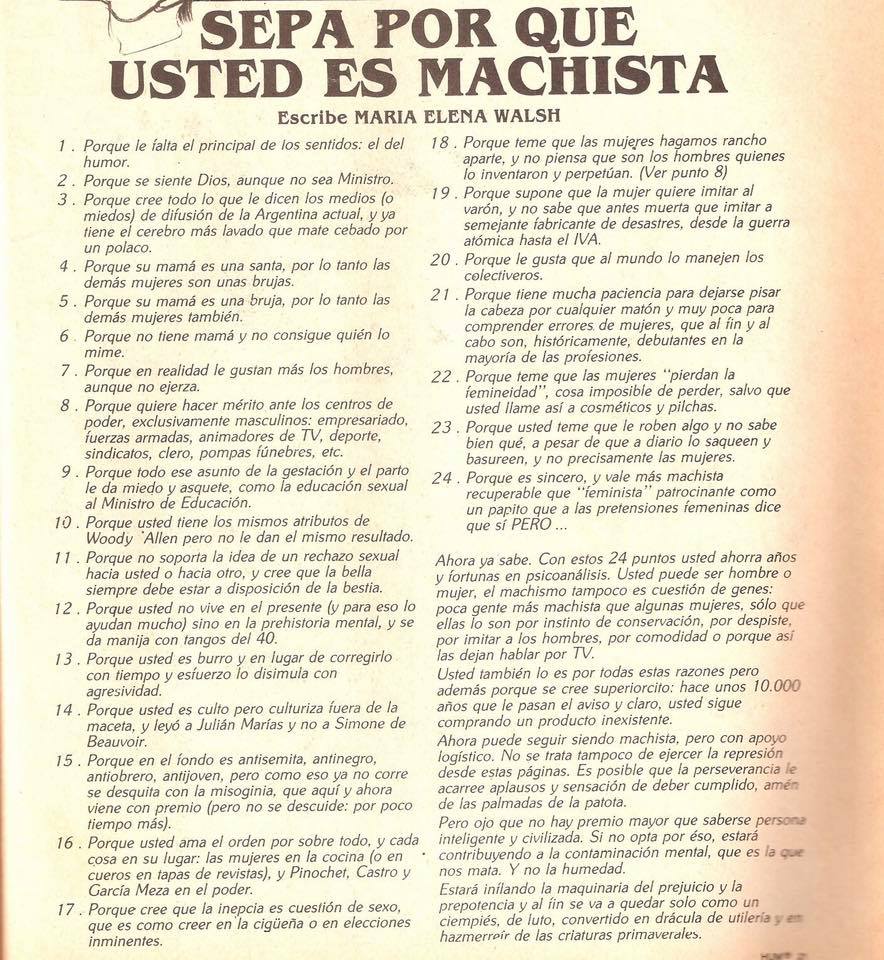 SEPA POR QUE
USTED ES MACHISTA
Escribe MARIA ELENA WALSH
1 . Porque le falta el principal de los sentidos: el del
humor.
2 . Porque se siente Dios, aunque no sea Ministro.
3 . Porque cree todo lo que le dicen los medios (o
miedos) de difusión de la Argentina actual, y ya
tiene el cerebro más lavado que mate cebado por
un polaco.
4 . Porque su mamá es una santa, por lo tanto las
demás mujeres son unas brujas.
5 . Porque su mamá es una bruja, por lo tanto las
demás mujeres también.
6 . Porque no tiene mamá y no consigue quién lo
mime.
7 . Porque en realidad le gustan más los hombres,
aunque no ejerza.
8 . Porque quiere hacer mérito ante los centros de
poder, exclusivamente masculinos: empresariado,
fuerzas armadas, animadores de TV, deporte,
sindicatos, clero, pompas fúnebres, etc.
9 . Porque todo ese asunto de la gestación y el parto
le da miedo y asquete, como la educación sexual
al Ministro de Educación.
10 . Porque usted tiene los mismos atributos de
Woody Allen pero no le dan el mismo resultado.
11 . Porque no soporta la idea de un rechazo sexual
hacia usted o hacia otro, y cree que la bella
siempre debe estar a disposición de la bestia.
12 . Porque usted no vive en el presente (y para eso lo
ayudan mucho) sino en la prehistoria mental, y se
da manija con tangos del 40.
13 . Porque usted es burro y en lugar de corregirlo
con tiempo y esfuerzo lo disimula con
agresividad.
14 . Porque usted es culto pero culturiza fuera de la
maceta, y leyó a Julián Marías y no a Simone de
Beauvoir.
15 . Porque en el fondo es antisemita, antinegro,
antiobrero, antijoven, pero como eso ya no corre
se desquita con la misoginia, que aquí y ahora
viene con premio (pero no se descuide: por poco
tiempo más).
16 . Porque usted ama el orden por sobre todo, y cada
cosa en su lugar: las mujeres en la cocina (o en
cueros en tapas de revistas), y Pinochet, Castro y
García Meza en el poder.
17 . Porque cree que la inepcia es cuestión de sexo,
que es como creer en la cigüeña o en elecciones
inminentes.
18 . Porque teme que las mujeres hagamos rancho
aparte, y no piensa que son los hombres quienes
lo inventaron y perpetúan. (Ver punto 8)
19 . Porque supone que la mujer quiere imitar al
varón, y no sabe que antes muerta que imitar a
semejante fabricante de desastres, desde la guerra
atómica hasta el IVA.
20 . Porque le gusta que al mundo lo manejen los
colectiveros.
21 . Porque tiene mucha paciencia para dejarse pisar
la cabeza por cualquier matón y muy poca para
comprender errores de mujeres, que al fin y al
cabo son, históricamente, debutantes en la
mayoría de las profesiones.
22 . Porque teme que las mujeres "pierdan la
femineidad", cosa imposible de perder, salvo que
usted llame así a cosméticos y pilchas.
23 . Porque usted teme que le roben algo y no sabe
bien qué, a pesar de que a diario lo saqueen y
basureen, y no precisamente las mujeres.
24 . Porque es sincero, y vale más machista
recuperable que "feminista" patrocinante como
un papito que a las pretensiones femeninas dice
que sí PERO ...
Ahora ya sabe. Con estos 24 puntos usted ahorra años
y fortunas en psicoanálisis. Usted puede ser hombre o
mujer, el machismo tampoco es cuestión de genes:
poca gente más machista que algunas mujeres, sólo que
ellas lo son por instinto de conservación, por despiste,
por imitar a los hombres, por comodidad o porque así
las dejan hablar por TV.
Usted también lo es por todas estas razones pero
además porque se cree superiorcito: hace unos 10.000
años que le pasan el aviso y claro, usted sigue
comprando un producto inexistente.
Ahora puede seguir siendo machista, pero con apoyo
logístico. No se trata tampoco de ejercer la represión
desde estas páginas. Es posible que la perseverancia le
acarree aplausos y sensación de deber cumplido, amén
de las palmadas de la patota.
Pero ojo que no hay premio mayor que saberse persona
inteligente y civilizada. Si no opta por éso, estará
contribuyendo a la contaminación mental, que es la que
nos mata. Y no la humedad.
Estará inflando la maquinaria del prejuicio y la
prepotencia y al fin se va a quedar solo como un
ciempiés, de luto, convertido en drácula de utilería y en
hazmerreír de las criaturas primaverales.